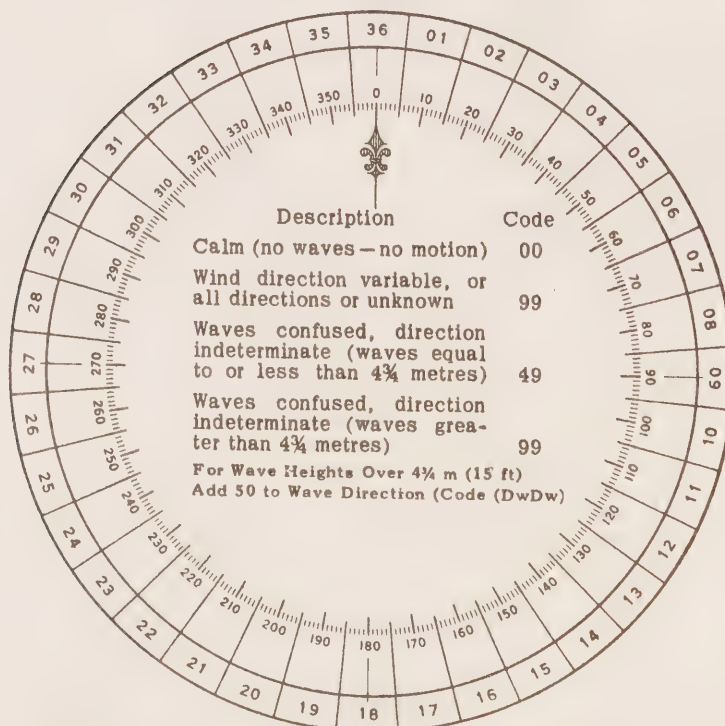 36 01 02 03 04 05 06 07 08 09 10 11 12 13 14 15 16 17 18 19 20 21 22 23 24 25 26 27 28 29 30 31 32 33 34 35
0 10 20 30 40 50 60 70 80 90 100 110 120 130 140 150 160 170 180 190 200 210 220 230 240 250 260 270 280 290 300 310 320 330 340 350
Description Code
Calm (no waves—no motion) 00
Wind direction variable, or
all directions or unknown 99
Waves confused, direction
indeterminate (waves equal
to or less than 4¾ metres) 49
Waves confused, direction
indeterminate (waves grea-
ter than 4¾ metres) 99
For Wave Heights Over 4¾ m (15 ft)
Add 50 to Wave Direction (Code (DwDw)